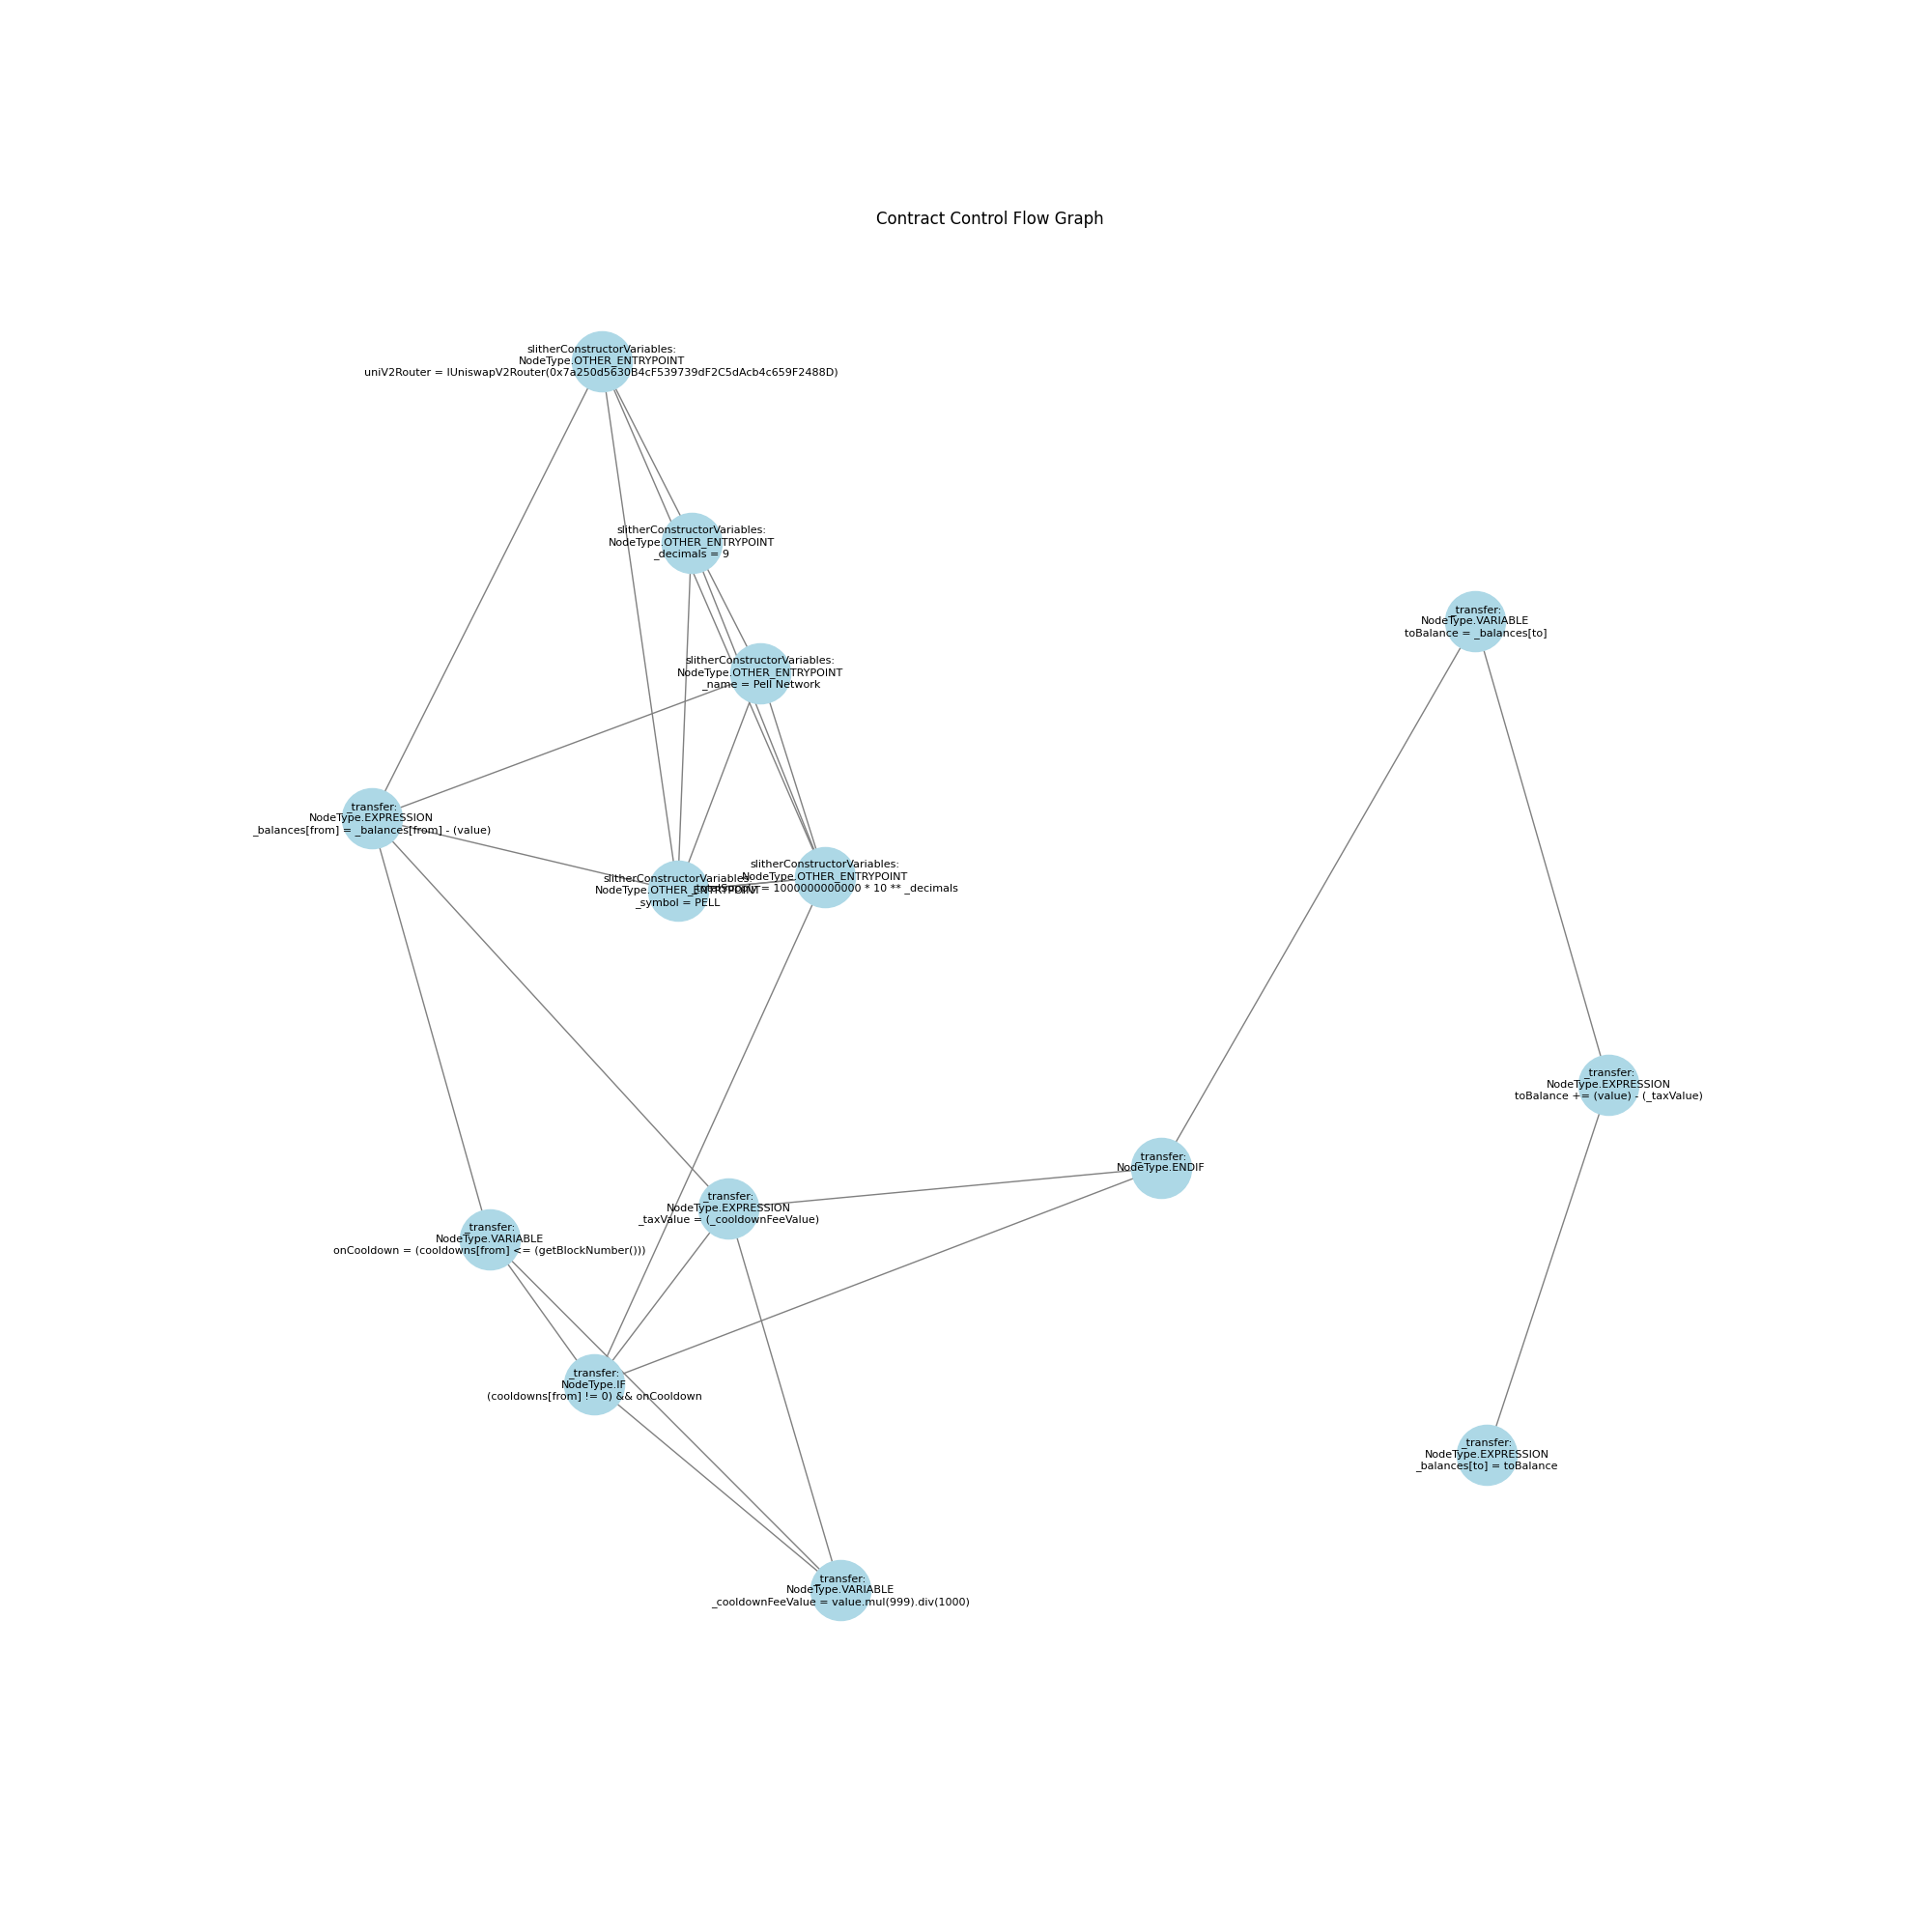 Contract Control Flow Graph
slitherConstructorVariables:
NodeType.OTHER_ENTRYPOINT
uniV2Router = IUniswapV2Router(0x7a250d5630B4cF539739dF2C5dAcb4c659F2488D)
slitherConstructorVariables:
NodeType.OTHER_ENTRYPOINT
_decimals = 9
_transfer:
NodeType.VARIABLE
toBalance = _balances[to]
slitherConstructorVariables:
NodeType.OTHER_ENTRYPOINT
_name = Pell Network
_transfer:
NodeType.EXPRESSION
_balances[from] = _balances[from] - (value)
slitherConstructorVariables:
NodeType.OTHER_ENTRYPOINT
_totalSupply = 1000000000000 * 10 ** _decimals
slitherConstructorVariables:
NodeType.OTHER_ENTRYPOINT
_symbol = PELL
_transfer:
NodeType.EXPRESSION
toBalance += (value) - (_taxValue)
_transfer:
NodeType.ENDIF
_transfer:
NodeType.EXPRESSION
_taxValue = (_cooldownFeeValue)
_transfer:
NodeType.VARIABLE
onCooldown = (cooldowns[from] <= (getBlockNumber()))
_transfer:
NodeType.IF
(cooldowns[from] != 0) && onCooldown
_transfer:
NodeType.EXPRESSION
_balances[to] = toBalance
_transfer:
NodeType.VARIABLE
_cooldownFeeValue = value.mul(999).div(1000)